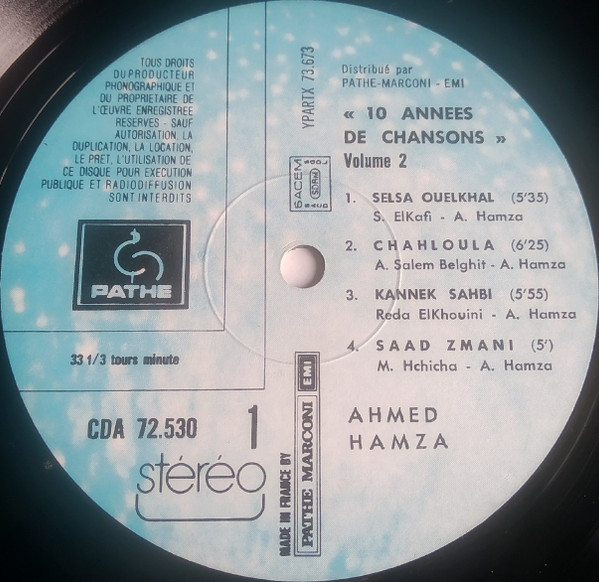 TOUS DROITS
DU PRODUCTEUR
PHONOGRAPHIQUE ET
DU PROPRIETAIRE DE
L'ŒUVRE ENREGISTREE
RESERVES - SAUF
AUTORISATION, LA
DUPLICATION, LA LOCATION,
LE PRET, L'UTILISATION DE
CE DISQUE POUR EXECUTION
PUBLIQUE ET RADIODIFFUSION
SONT INTERDITS
PATHE
33 1/3 tours minute
CDA 72.530 1
stéréo
YPARTX 73.673
SACEM
SDRM
MADE IN FRANCE BY
PATHE MARCONI EMI
Distribué par
PATHE-MARCONI - EMI
« 10 ANNEES
DE CHANSONS »
Volume 2
1. SELSA OUELKHAL (5'35)
S. ElKafi - A. Hamza
2. CHAHLOULA (6'25)
A. Salem Belghit - A. Hamza
3. KANNEK SAHBI (5'55)
Reda ElKhouini - A. Hamza
4. SAAD ZMANI (5')
M. Hchicha - A. Hamza
AHMED
HAMZA